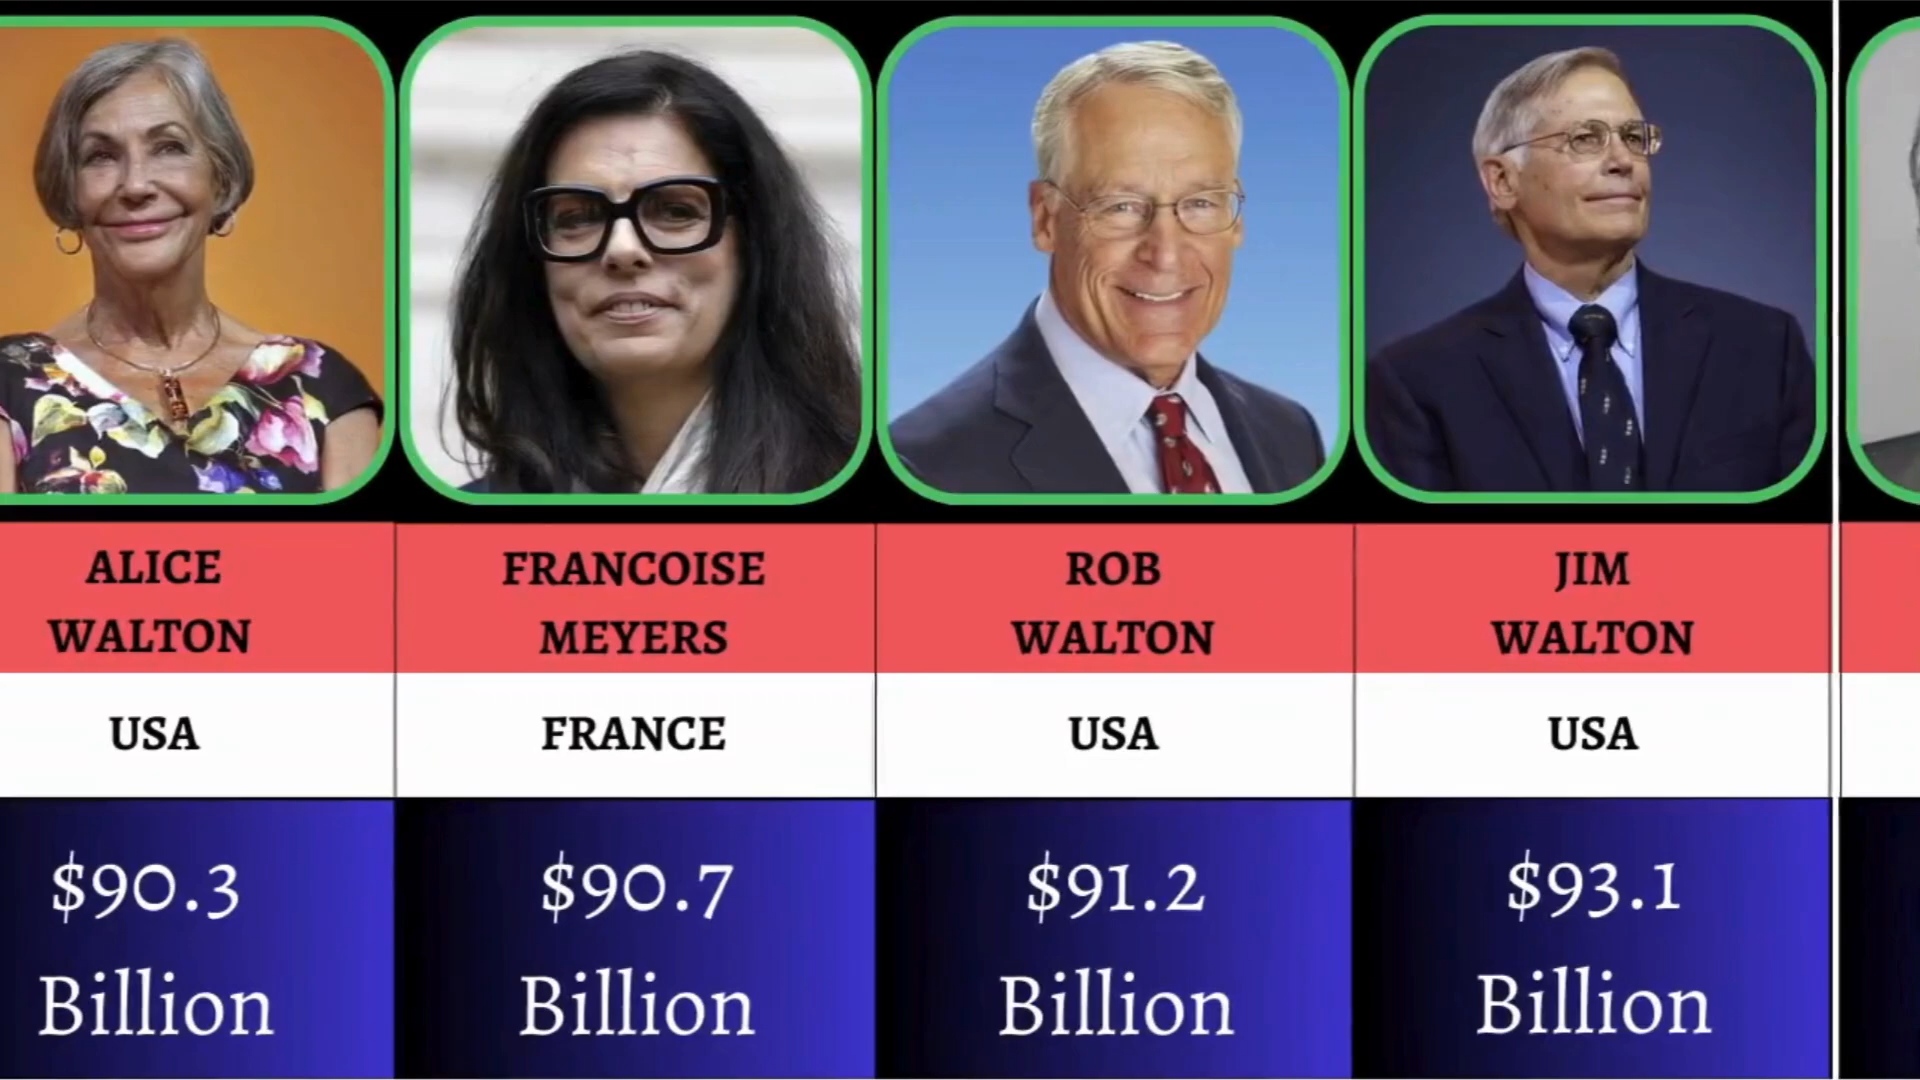 ALICE
WALTON
USA
$90.3
Billion
FRANCOISE
MEYERS
FRANCE
$90.7
Billion
ROB
WALTON
USA
$91.2
Billion
JIM
WALTON
USA
$93.1
Billion